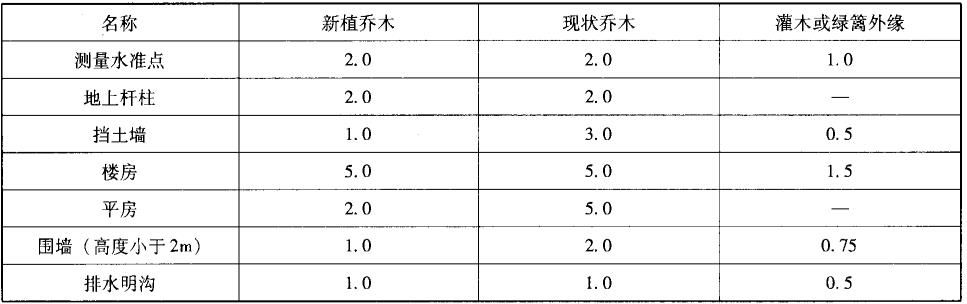 名称 新植乔木 现状乔木 灌木或绿篱外缘
测量水准点 2.0 2.0 1.0
地上杆柱 2.0 2.0 —
挡土墙 1.0 3.0 0.5
楼房 5.0 5.0 1.5
平房 2.0 5.0 —
围墙（高度小于2m） 1.0 2.0 0.75
排水明沟 1.0 1.0 0.5